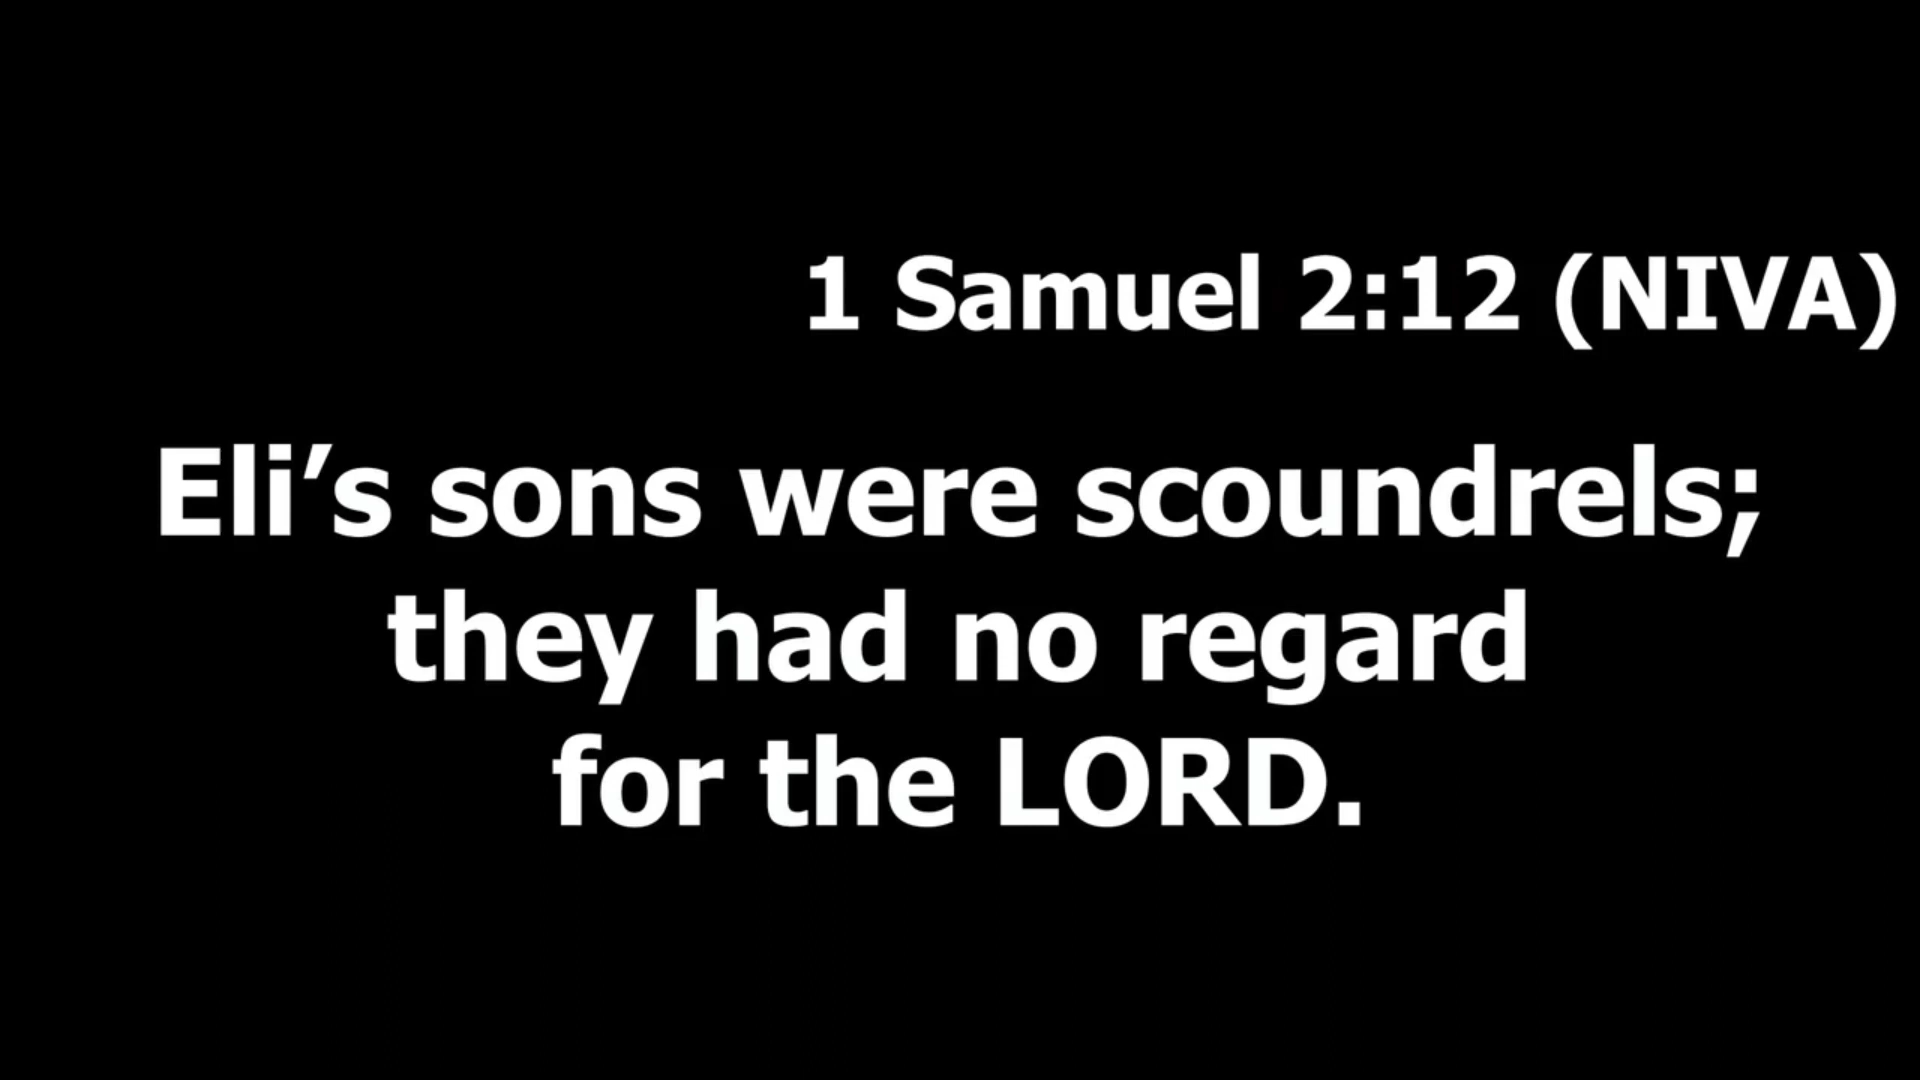 1 Samuel 2:12 (NIVA)
Eli’s sons were scoundrels;
they had no regard
for the LORD.